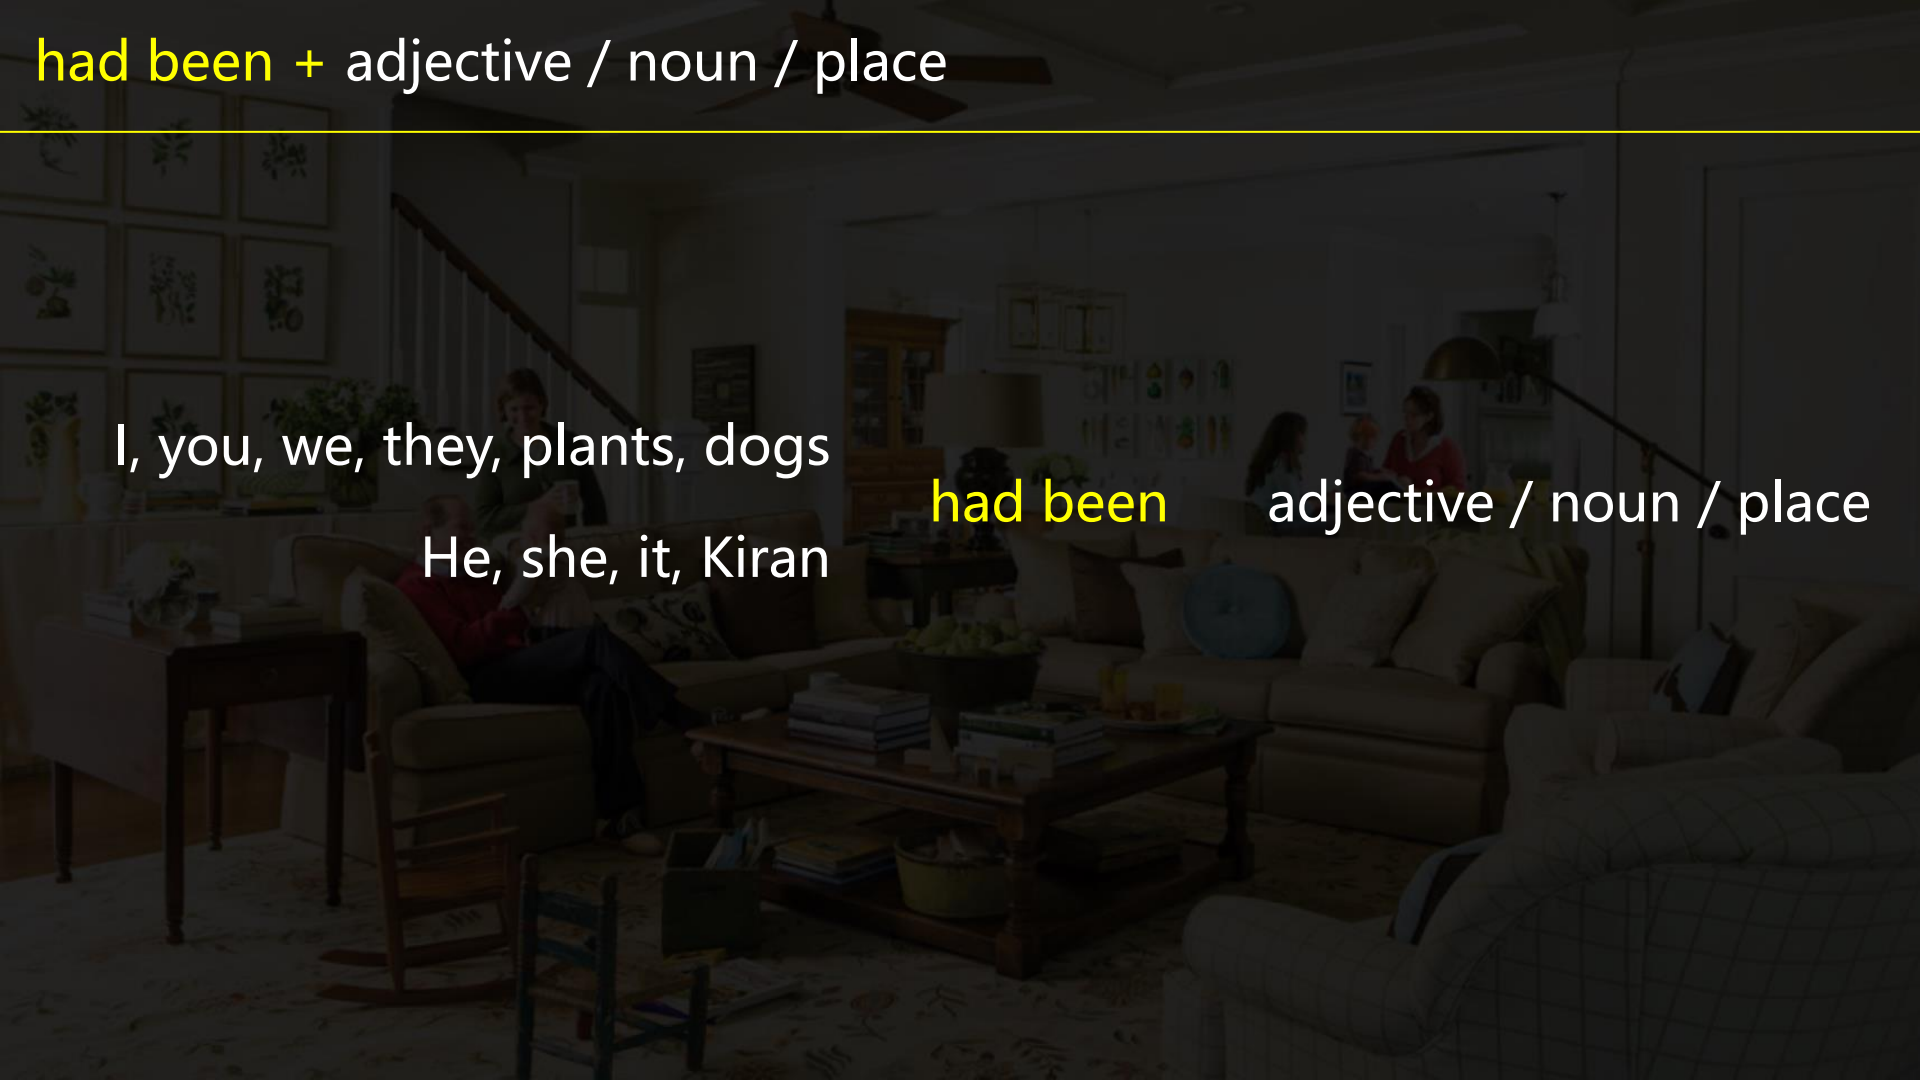 had been + adjective / noun / place
I, you, we, they, plants, dogs
had been adjective / noun / place
He, she, it, Kiran